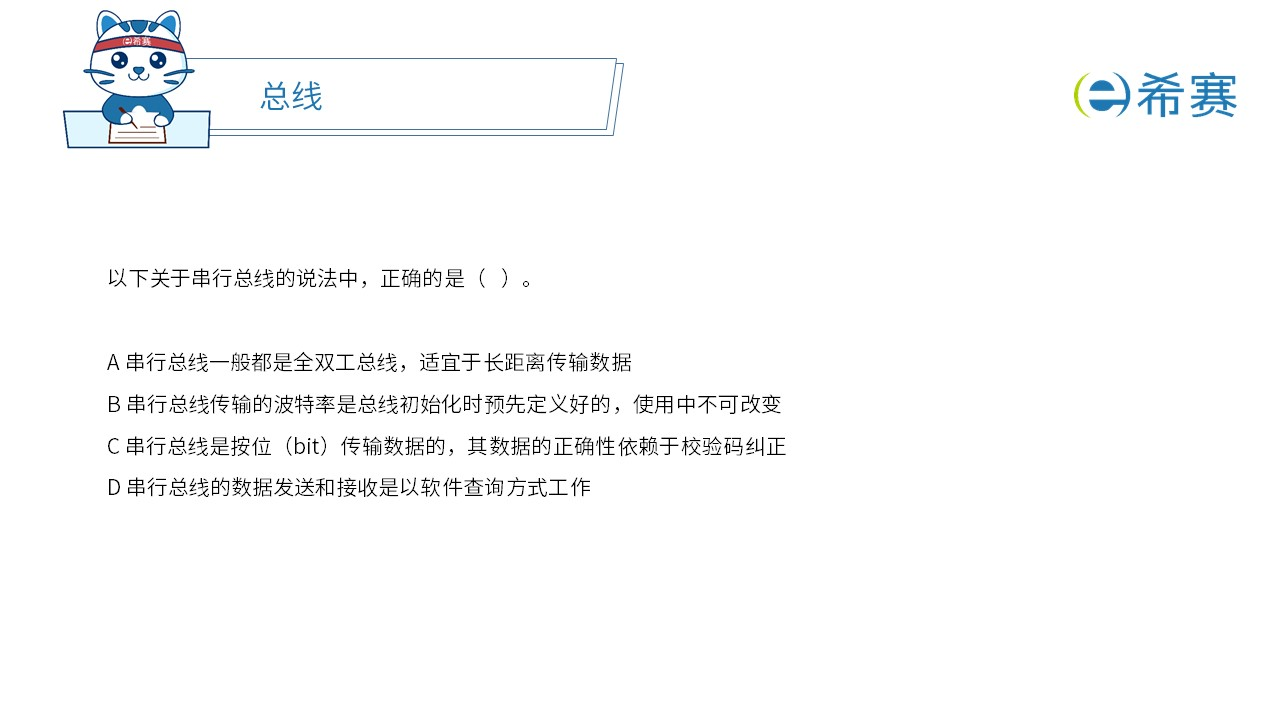 希赛
总线
希赛
以下关于串行总线的说法中，正确的是（ ）。
A 串行总线一般都是全双工总线，适宜于长距离传输数据
B 串行总线传输的波特率是总线初始化时预先定义好的，使用中不可改变
C 串行总线是按位（bit）传输数据的，其数据的正确性依赖于校验码纠正
D 串行总线的数据发送和接收是以软件查询方式工作